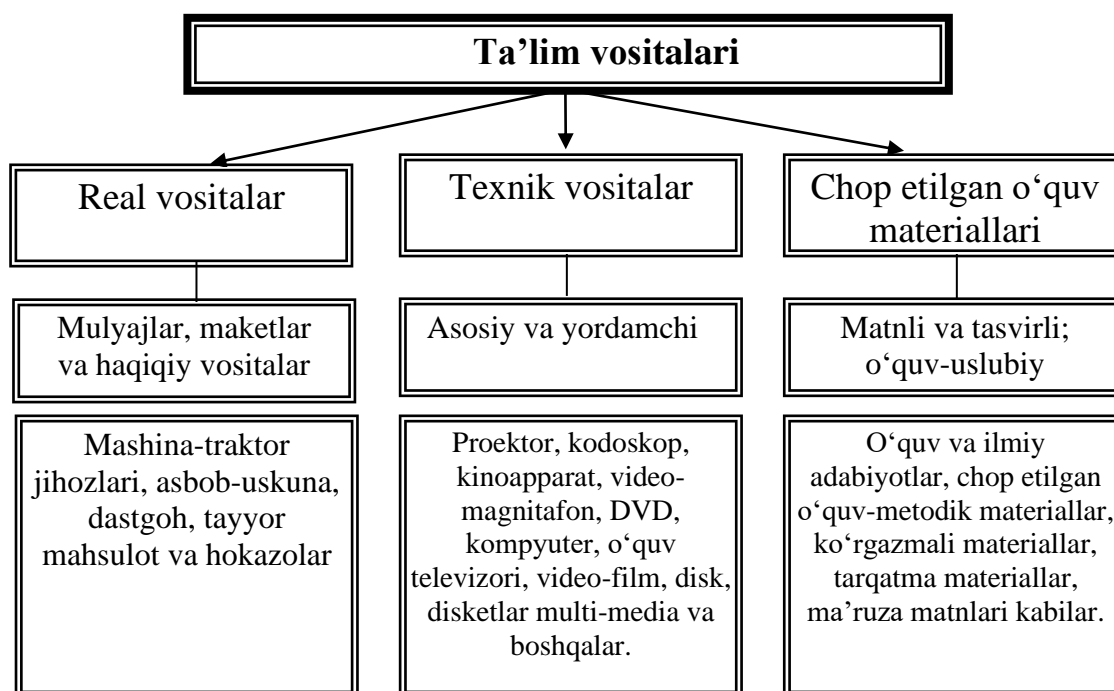 Ta’lim vositalari
Real vositalar
Texnik vositalar
Chop etilgan o‘quv
materiallari
Mulyajlar, maketlar
va haqiqiy vositalar
Asosiy va yordamchi
Matnli va tasvirli;
o‘quv-uslubiy
Mashina-traktor
jihozlari, asbob-uskuna,
dastgoh, tayyor
mahsulot va hokazolar
Proektor, kodoskop,
kinoapparat, video-
magnitafon, DVD,
kompyuter, o‘quv
televizori, video-film, disk,
disketlar multi-media va
boshqalar.
O‘quv va ilmiy
adabiyotlar, chop etilgan
o‘quv-metodik materiallar,
ko‘rgazmali materiallar,
tarqatma materiallar,
ma’ruza matnlari kabilar.